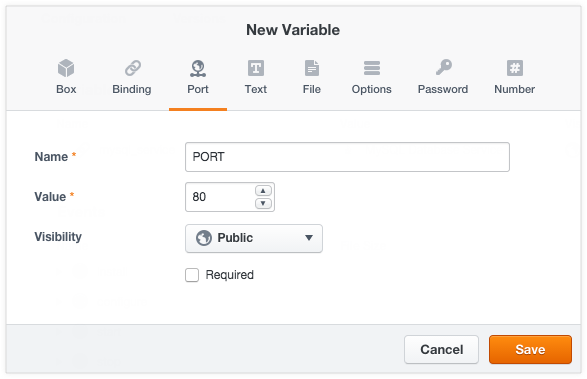 New Variable
Box Binding Port Text File Options Password Number
Name *
PORT
Value *
80
Visibility
Public
Required
Cancel Save